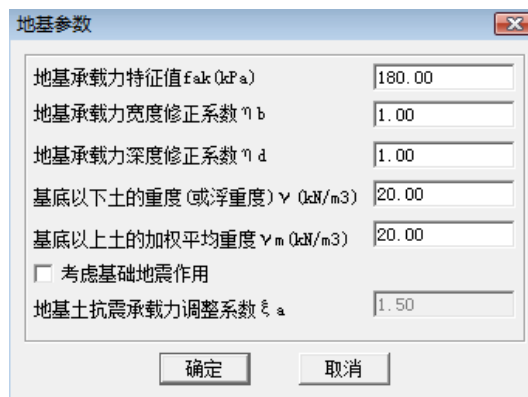 地基参数
地基承载力特征值fak(kPa) 180.00
地基承载力宽度修正系数ηb 1.00
地基承载力深度修正系数ηd 1.00
基底以下土的重度(或浮重度)γ(kN/m3) 20.00
基底以上土的加权平均重度γm(kN/m3) 20.00
考虑基础地震作用
地基土抗震承载力调整系数ξa 1.50
确定 取消